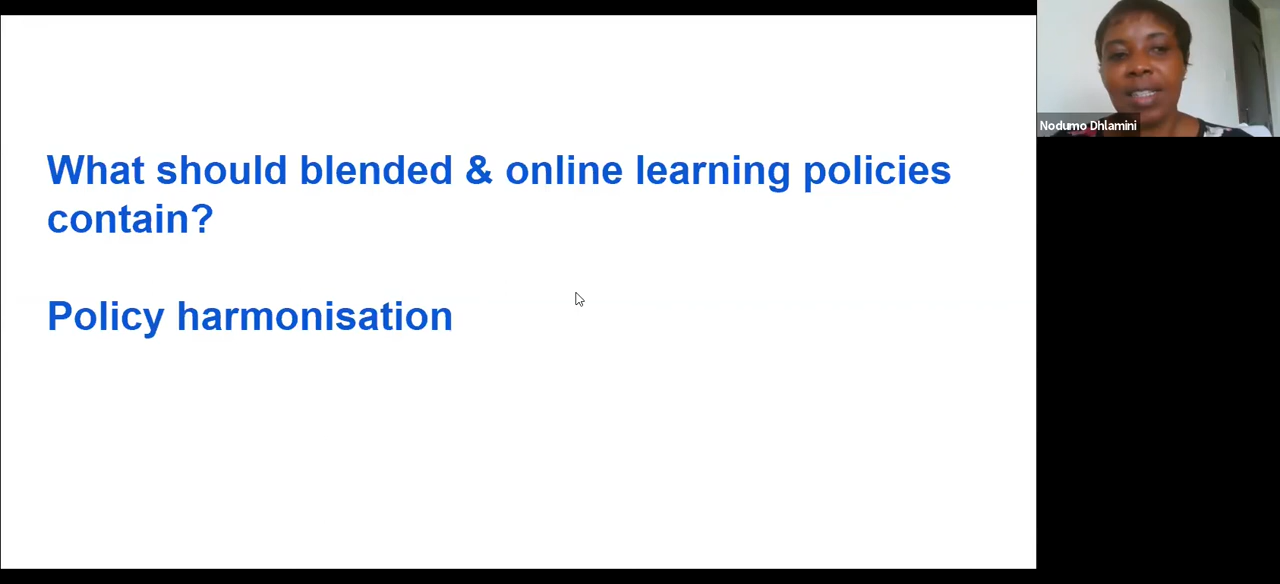 What should blended & online learning policies
contain?
Policy harmonisation
Nodumo Dhlamini